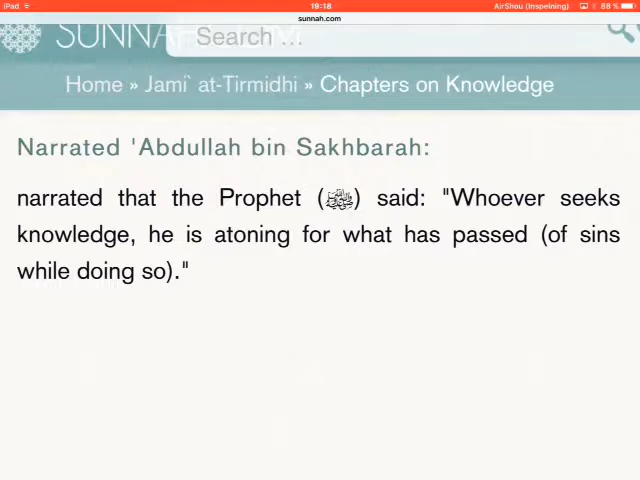 iPad 19:18 AirShou (Inspelning) 88 %
sunnah.com
SUNNAH Search ...
Home » Jami` at-Tirmidhi » Chapters on Knowledge
Narrated 'Abdullah bin Sakhbarah:
narrated that the Prophet (ﷺ) said: "Whoever seeks
knowledge, he is atoning for what has passed (of sins
while doing so)."